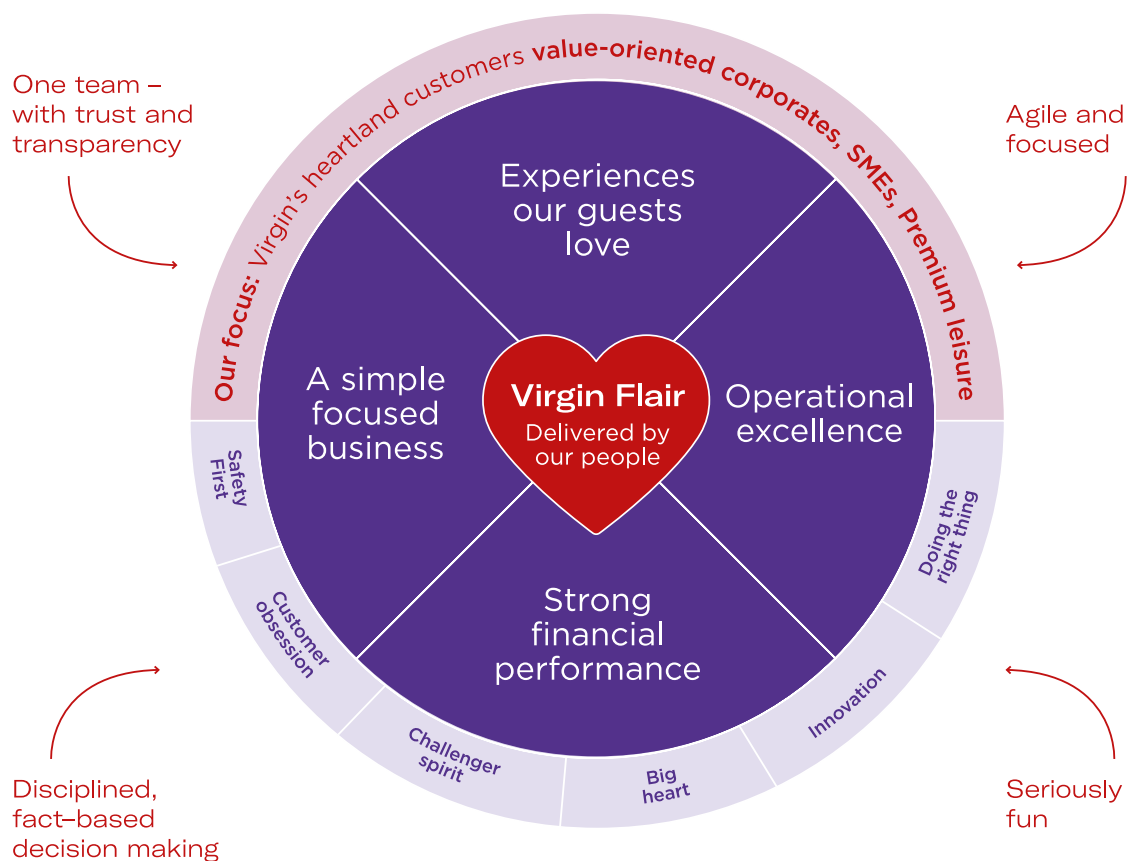 One team –
with trust and
transparency
Agile and
focused
Our focus: Virgin's heartland customers value-oriented corporates, SMEs, Premium leisure
Experiences
our guests
love
A simple
focused
business
Virgin Flair
Delivered by
our people
Operational
excellence
Strong
financial
performance
Safety
First
Customer
obsession
Challenger
spirit
Big
heart
Innovation
Doing the
right thing
Disciplined,
fact–based
decision making
Seriously
fun